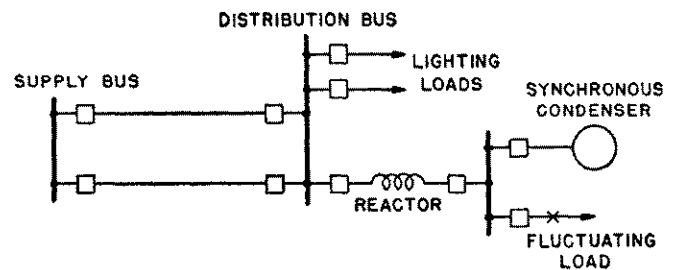 DISTRIBUTION BUS
SUPPLY BUS
LIGHTING
LOADS
SYNCHRONOUS
CONDENSER
REACTOR
FLUCTUATING
LOAD